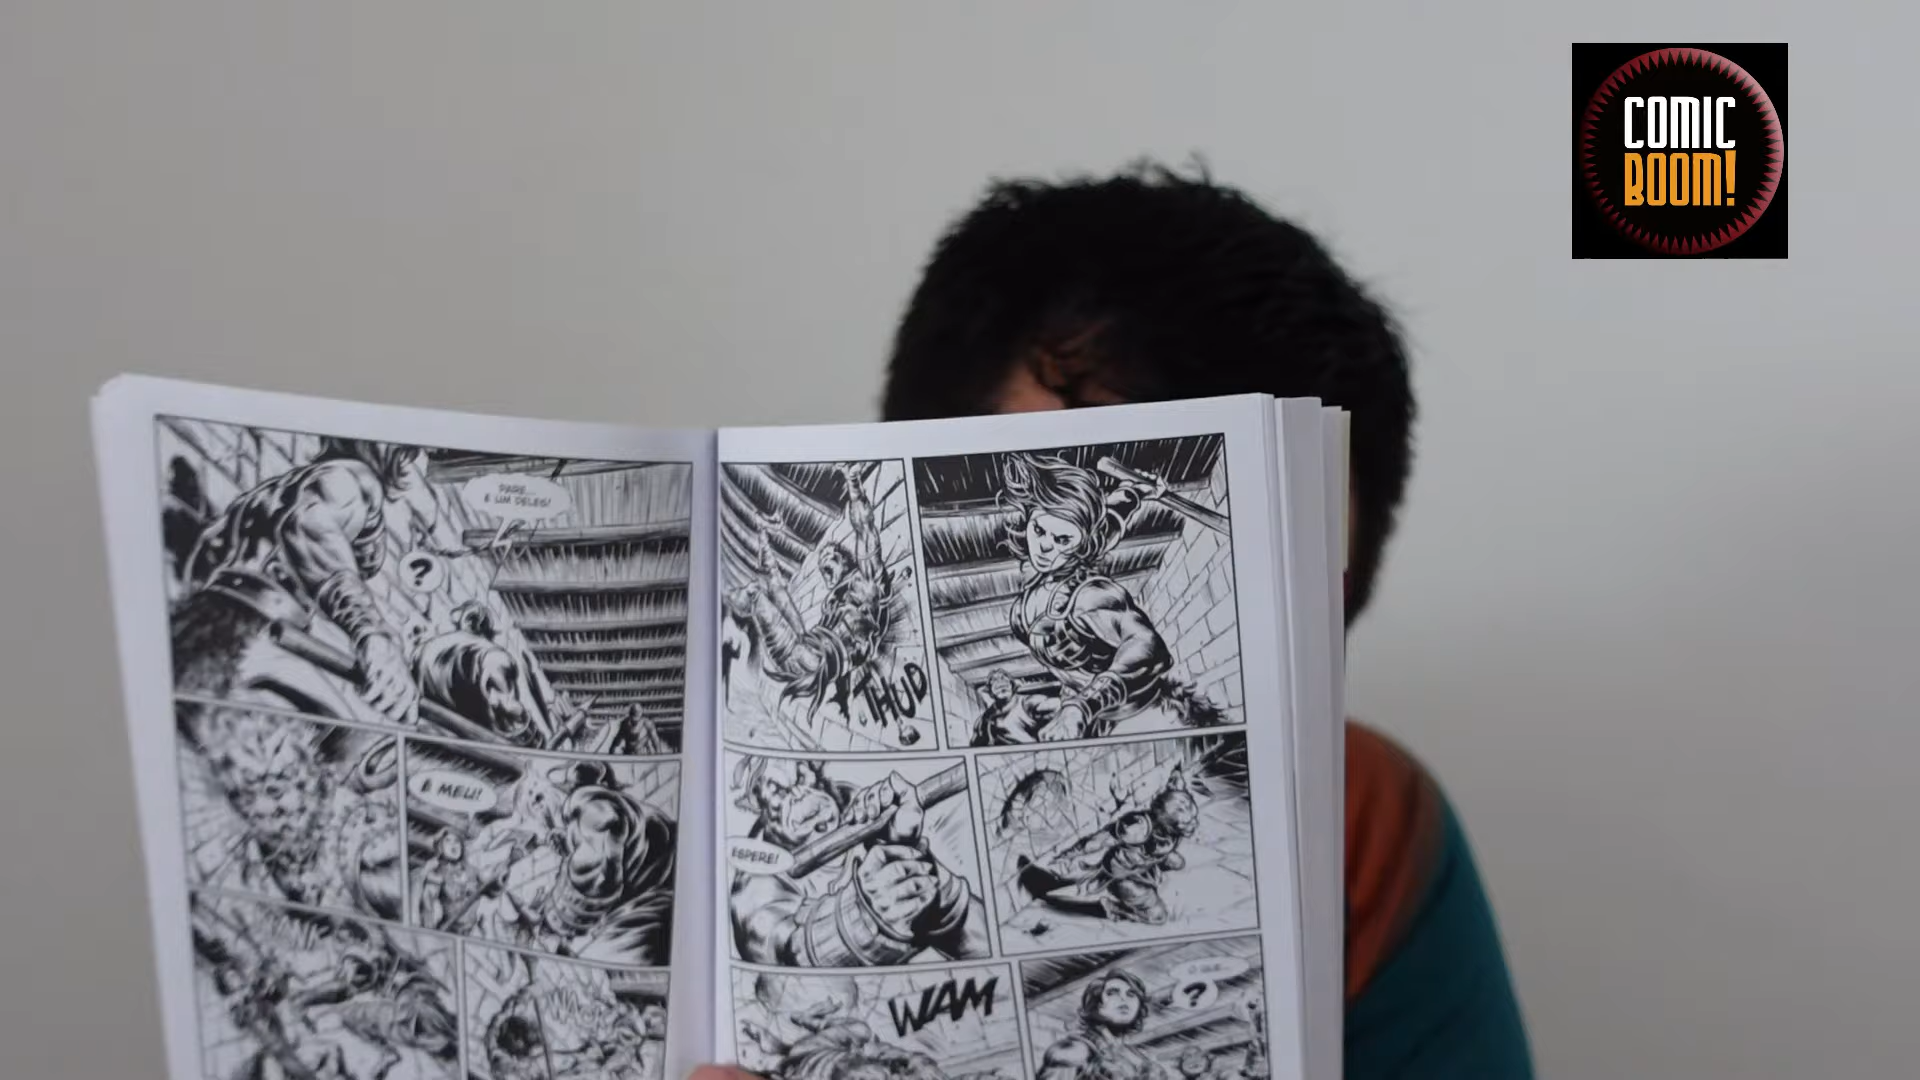 COMIC
BOOM!
PARE...
É UM DELES!
?
É MEU!
THUD
ESPERE!
WAM
O QUE
?